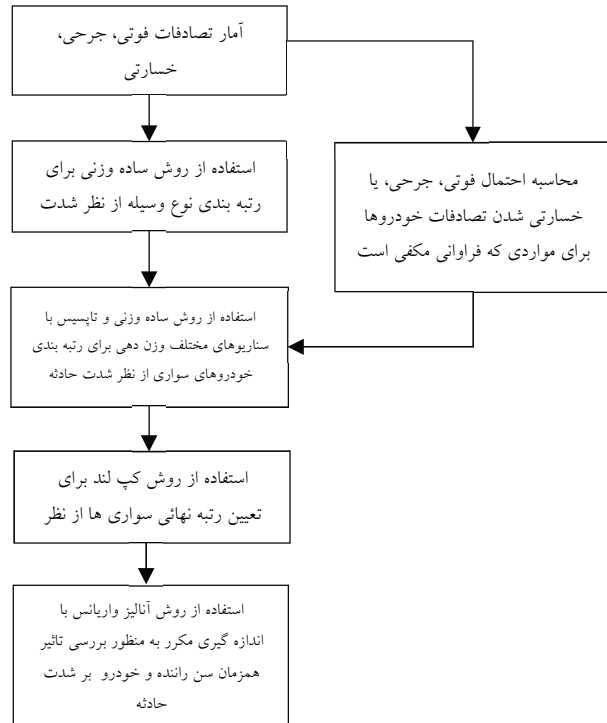 آمار تصادفات فوتی، جرحی،
خسارتی
استفاده از روش ساده وزنی برای
رتبه بندی نوع وسیله از نظر شدت
محاسبه احتمال فوتی، جرحی، یا
خسارتی شدن تصادفات خودروها
برای مواردی که فراوانی مکفی است
استفاده از روش ساده وزنی و تاپسیس با
سناریوهای مختلف وزن دهی برای رتبه بندی
خودروهای سواری از نظر شدت حادثه
استفاده از روش کپ لند برای
تعیین رتبه نهائی سواری ها از نظر
استفاده از روش آنالیز واریانس با
اندازه گیری مکرر به منظور بررسی تاثیر
همزمان سن راننده و خودرو بر شدت
حادثه